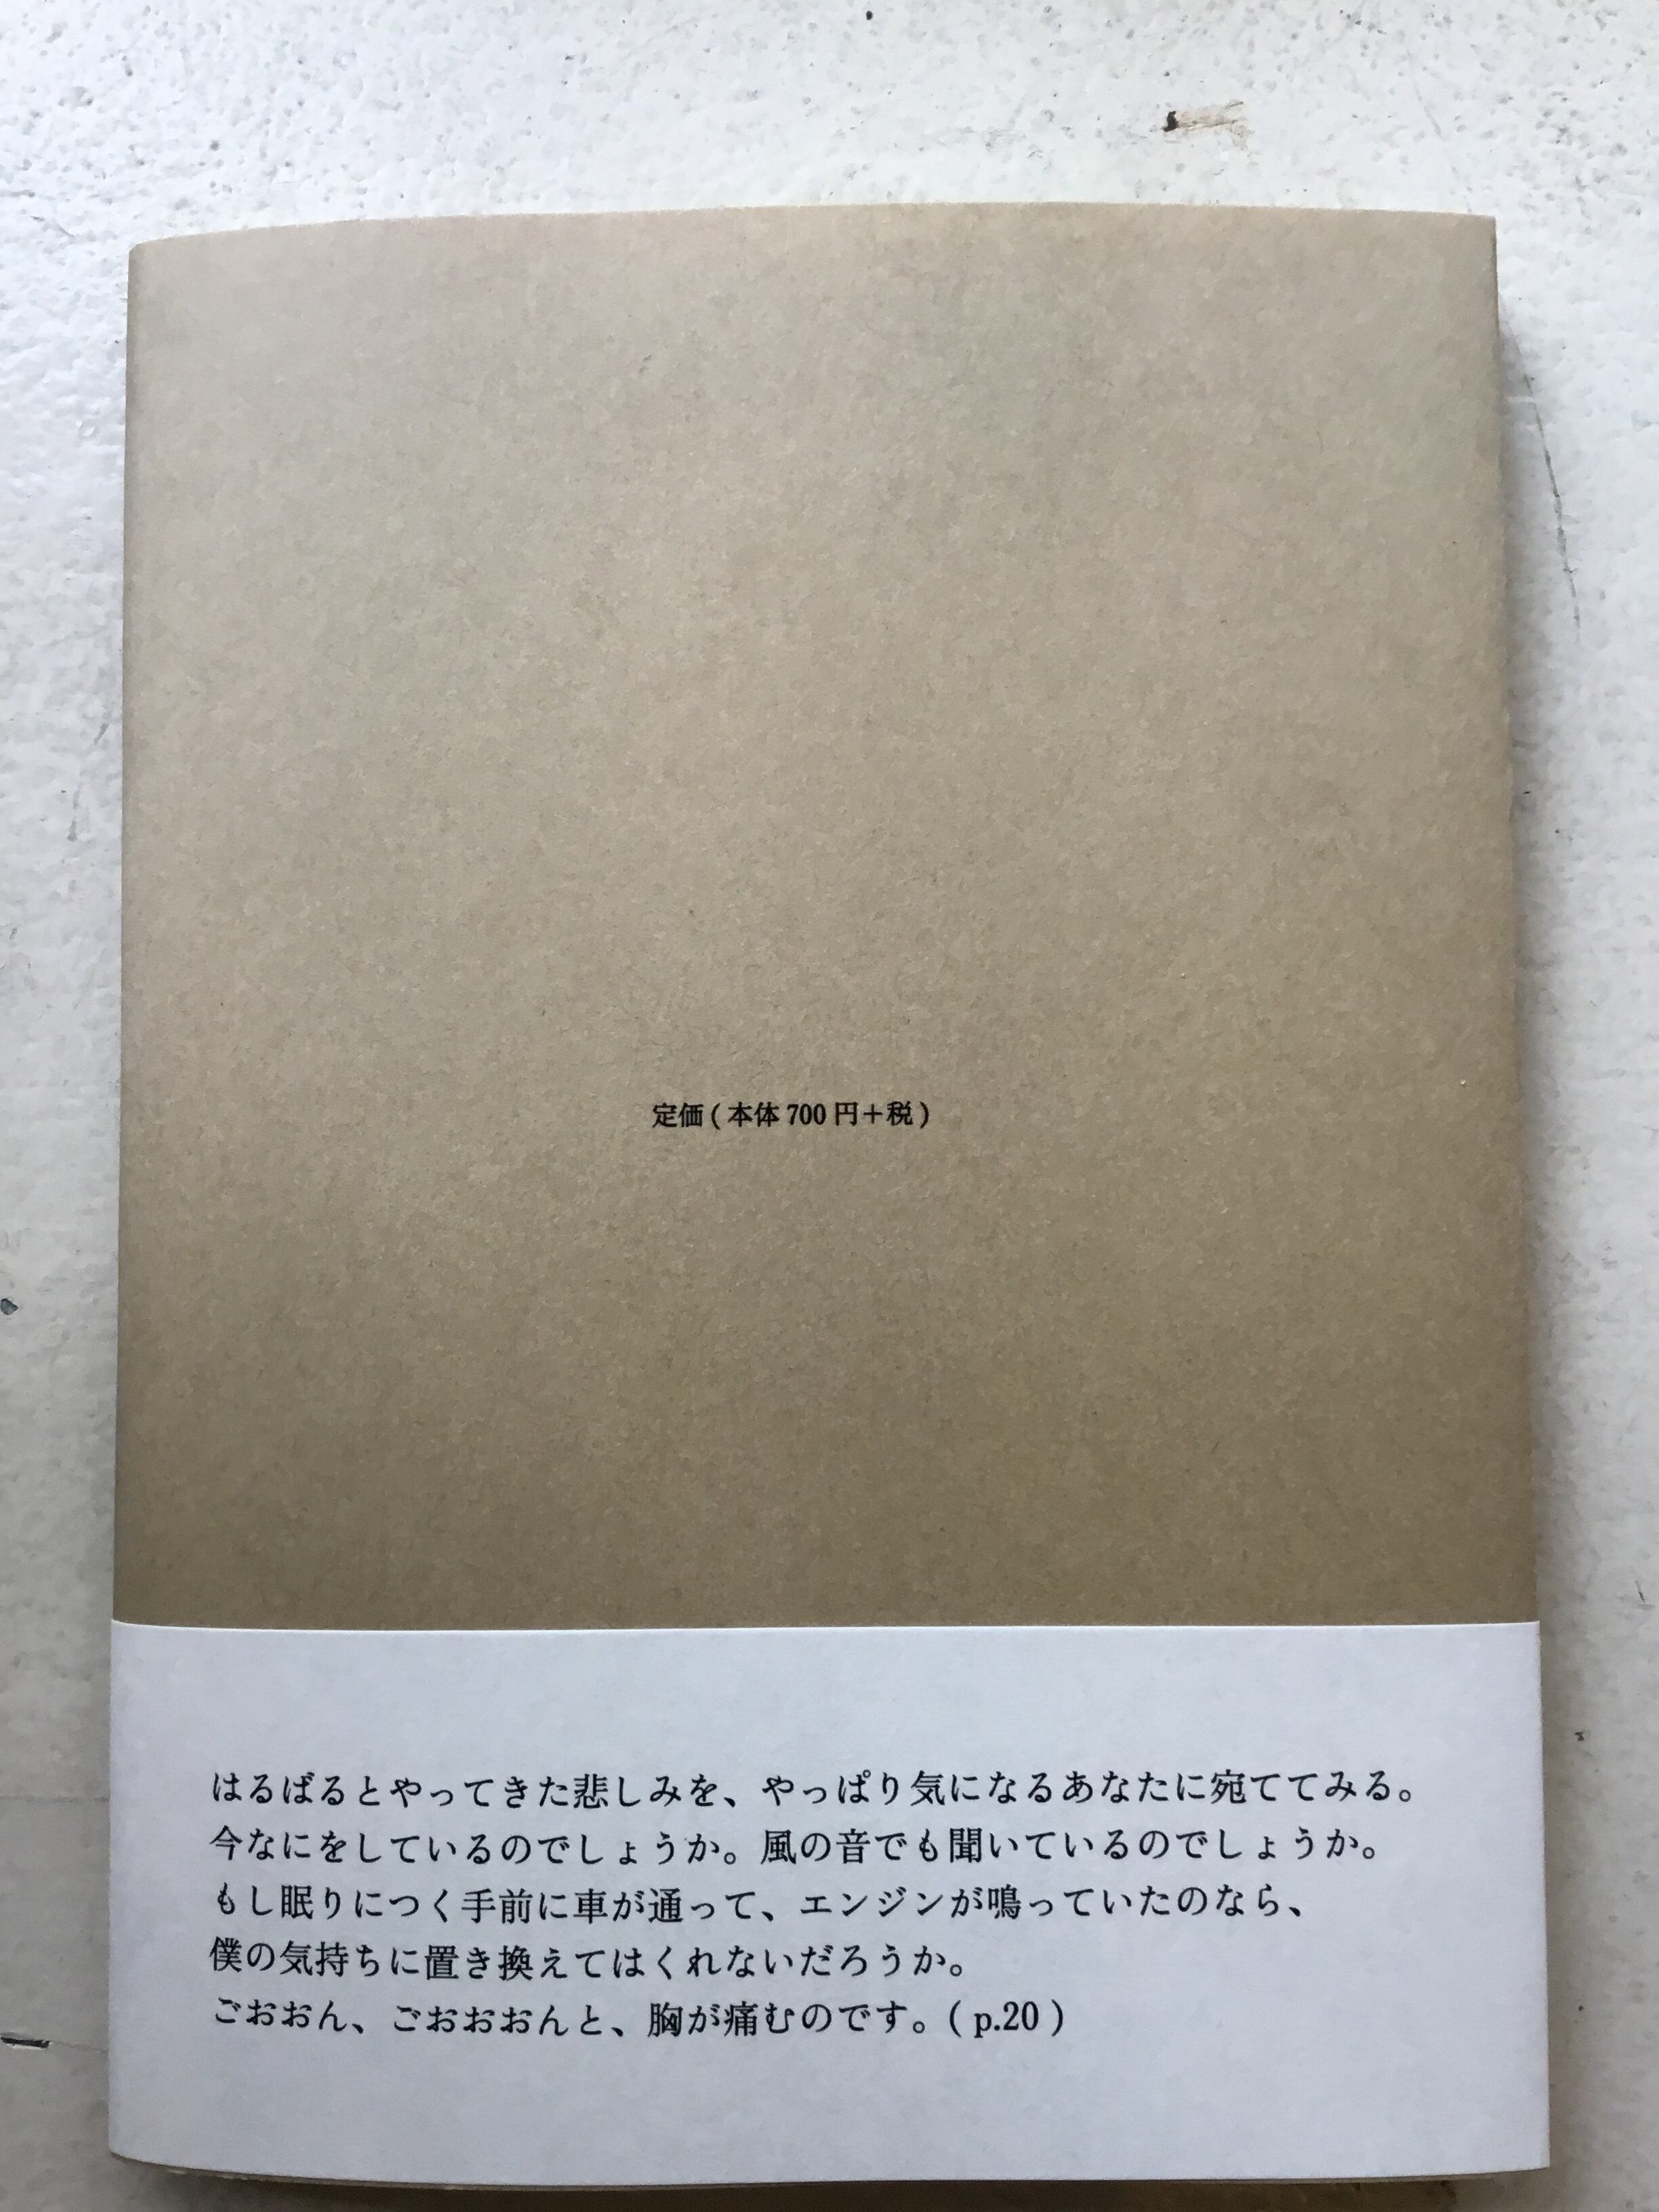 定価(本体700円＋税)
はるばるとやってきた悲しみを、やっぱり気になるあなたに宛ててみる。
今なにをしているのでしょうか。風の音でも聞いているのでしょうか。
もし眠りにつく手前に車が通って、エンジンが鳴っていたのなら、
僕の気持ちに置き換えてはくれないだろうか。
ごおおん、ごおおおんと、胸が痛むのです。( p.20 )